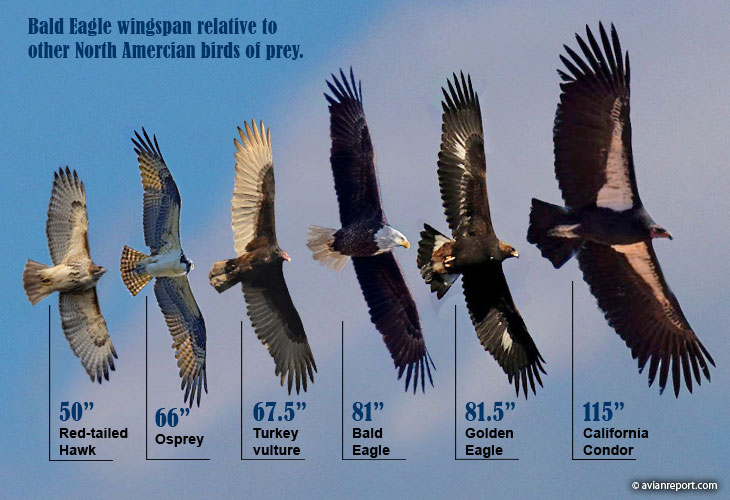 Bald Eagle wingspan relative to
other North Amercian birds of prey.
50”
Red-tailed
Hawk
66”
Osprey
67.5”
Turkey
vulture
81”
Bald
Eagle
81.5”
Golden
Eagle
115”
California
Condor
© avianreport.com